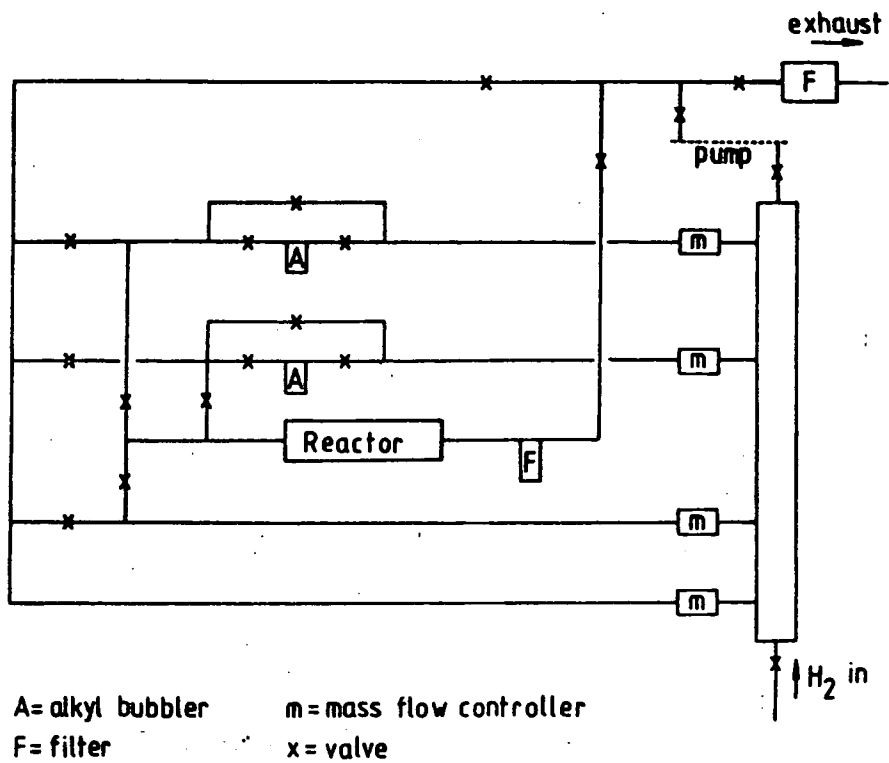 exhaust
F
pump
m
A
m
A
Reactor
F
m
m
H₂ in
A= alkyl bubbler m = mass flow controller
F= filter x = valve